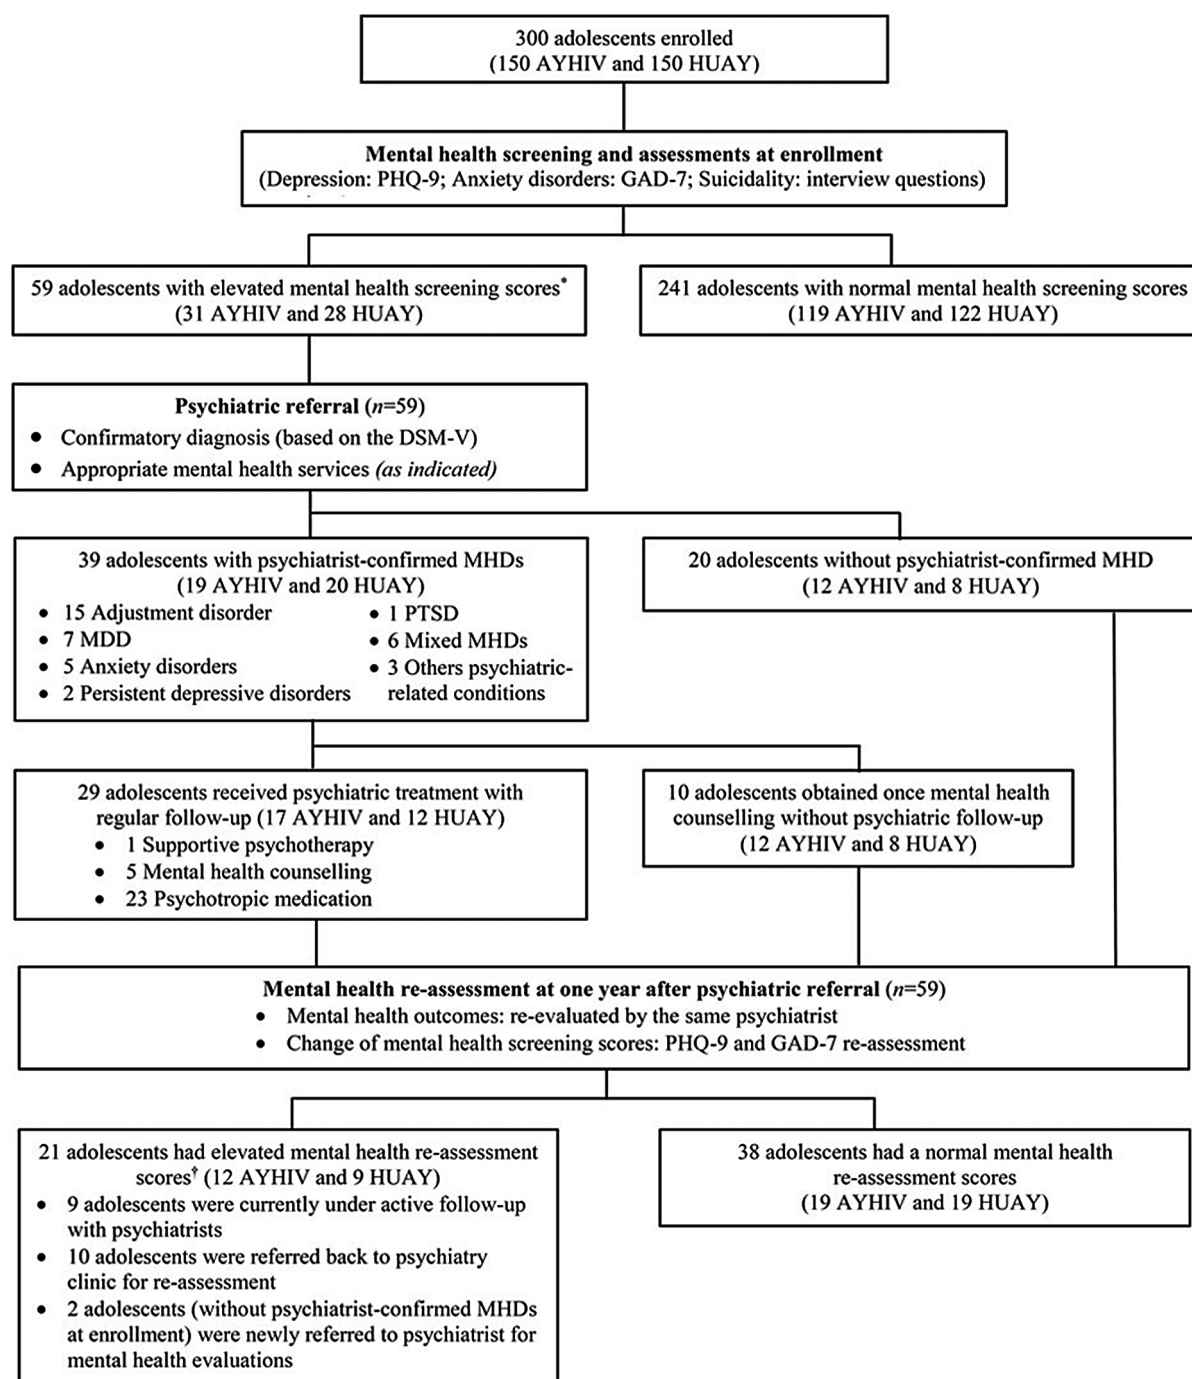 300 adolescents enrolled
(150 AYHIV and 150 HUAY)
Mental health screening and assessments at enrollment
(Depression: PHQ-9; Anxiety disorders: GAD-7; Suicidality: interview questions)
59 adolescents with elevated mental health screening scores*
(31 AYHIV and 28 HUAY)
241 adolescents with normal mental health screening scores
(119 AYHIV and 122 HUAY)
Psychiatric referral (n=59)
• Confirmatory diagnosis (based on the DSM-V)
• Appropriate mental health services (as indicated)
39 adolescents with psychiatrist-confirmed MHDs
(19 AYHIV and 20 HUAY)
• 15 Adjustment disorder
• 7 MDD
• 5 Anxiety disorders
• 2 Persistent depressive disorders
• 1 PTSD
• 6 Mixed MHDs
• 3 Others psychiatric-
related conditions
20 adolescents without psychiatrist-confirmed MHD
(12 AYHIV and 8 HUAY)
29 adolescents received psychiatric treatment with
regular follow-up (17 AYHIV and 12 HUAY)
• 1 Supportive psychotherapy
• 5 Mental health counselling
• 23 Psychotropic medication
10 adolescents obtained once mental health
counselling without psychiatric follow-up
(12 AYHIV and 8 HUAY)
Mental health re-assessment at one year after psychiatric referral (n=59)
• Mental health outcomes: re-evaluated by the same psychiatrist
• Change of mental health screening scores: PHQ-9 and GAD-7 re-assessment
21 adolescents had elevated mental health re-assessment
scores† (12 AYHIV and 9 HUAY)
• 9 adolescents were currently under active follow-up
with psychiatrists
• 10 adolescents were referred back to psychiatry
clinic for re-assessment
• 2 adolescents (without psychiatrist-confirmed MHDs
at enrollment) were newly referred to psychiatrist for
mental health evaluations
38 adolescents had a normal mental health
re-assessment scores
(19 AYHIV and 19 HUAY)